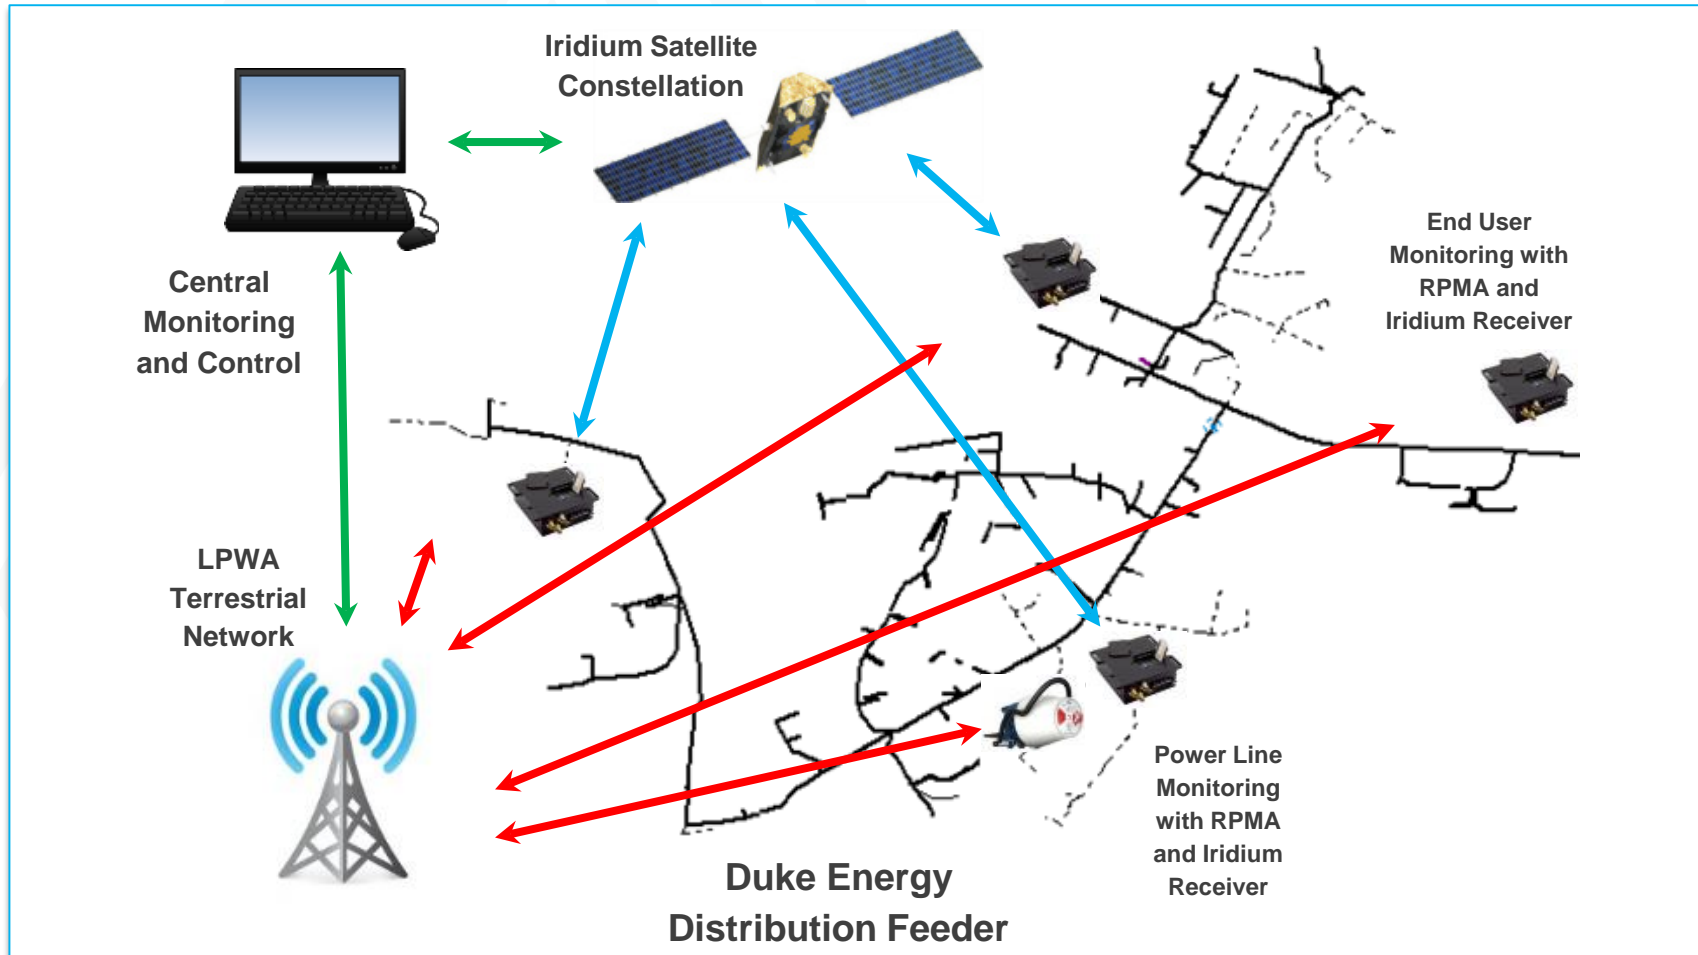 Iridium Satellite
Constellation
Central
Monitoring
and Control
End User
Monitoring with
RPMA and
Iridium Receiver
LPWA
Terrestrial
Network
Power Line
Monitoring
with RPMA
and Iridium
Receiver
Duke Energy
Distribution Feeder